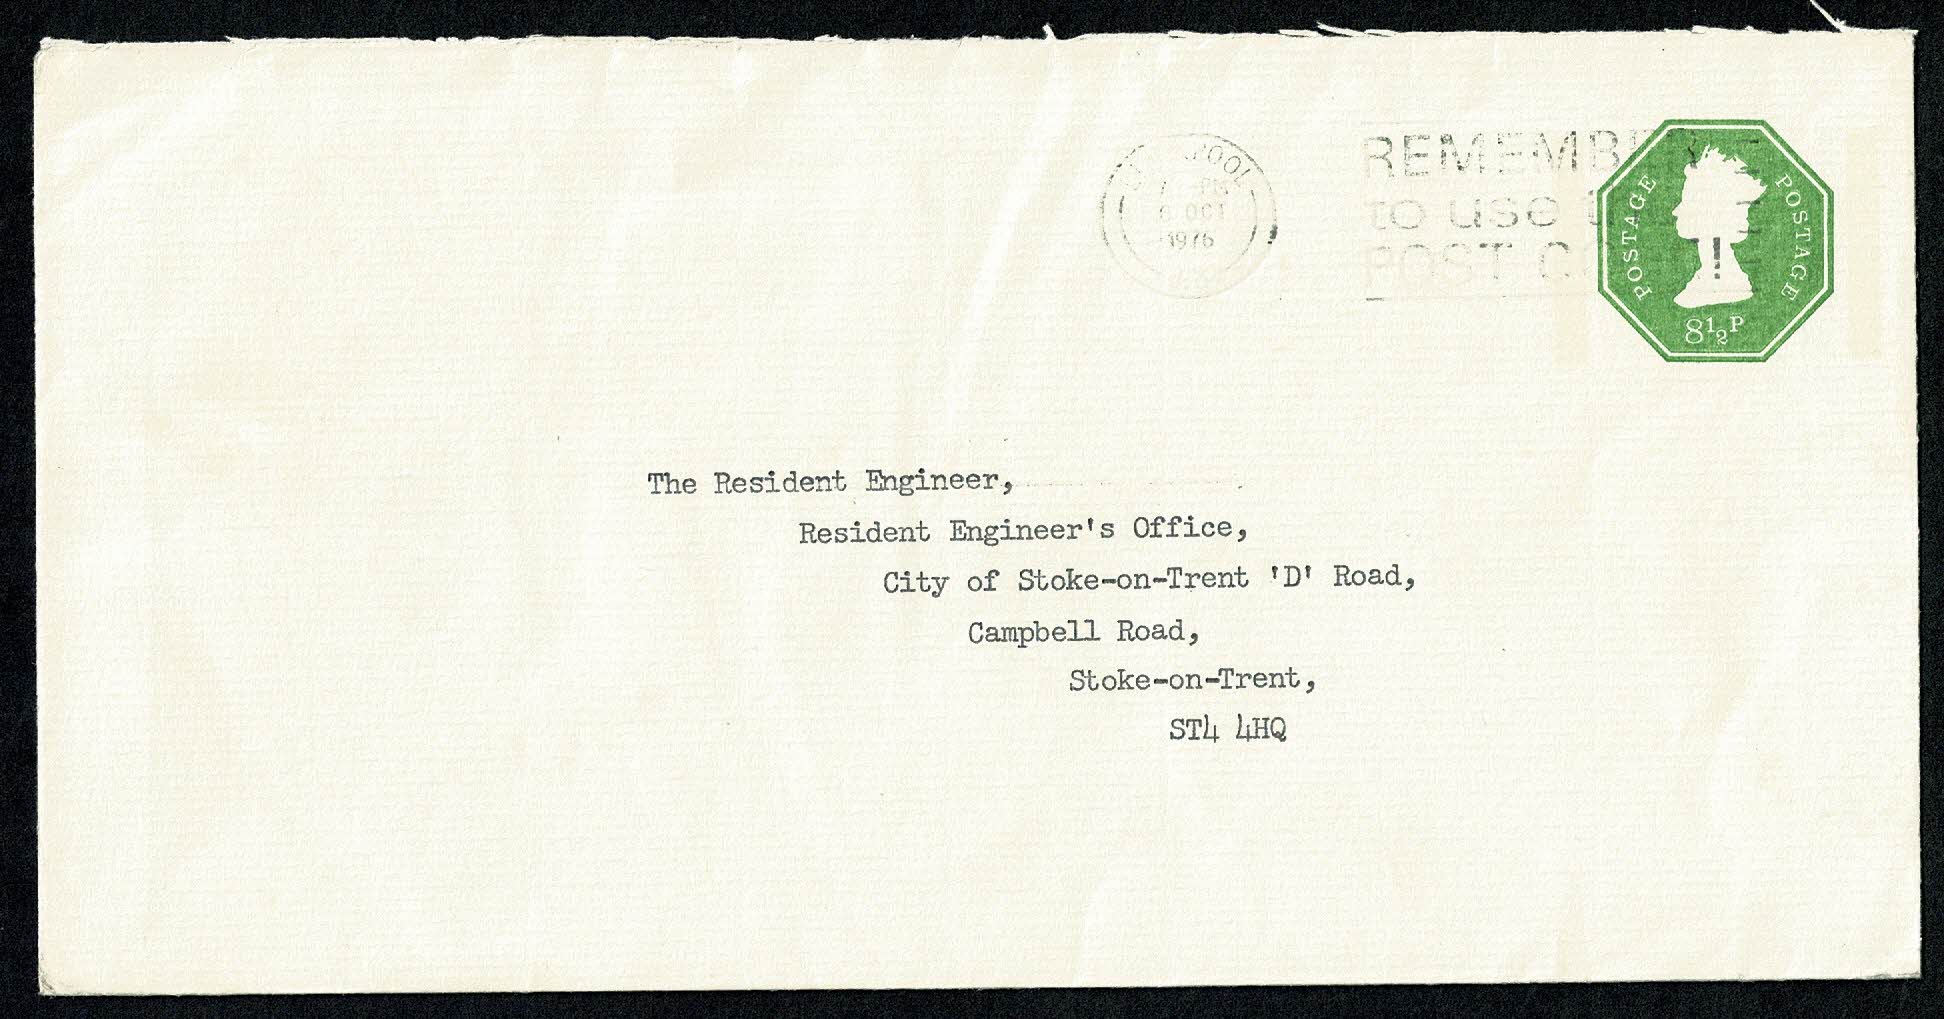 OCT
1976
REMEMBER
to use
POST
POSTAGE
POSTAGE
8½P
The Resident Engineer,
Resident Engineer's Office,
City of Stoke-on-Trent 'D' Road,
Campbell Road,
Stoke-on-Trent,
ST4 4HQ